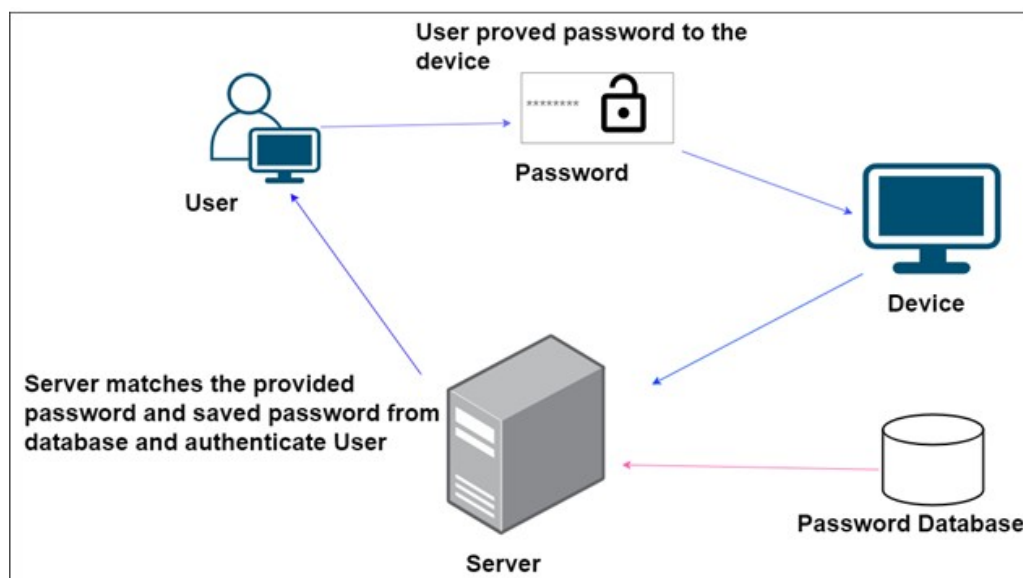 User proved password to the
device
********
Password
User
Device
Server matches the provided
password and saved password from
database and authenticate User
Password Database
Server